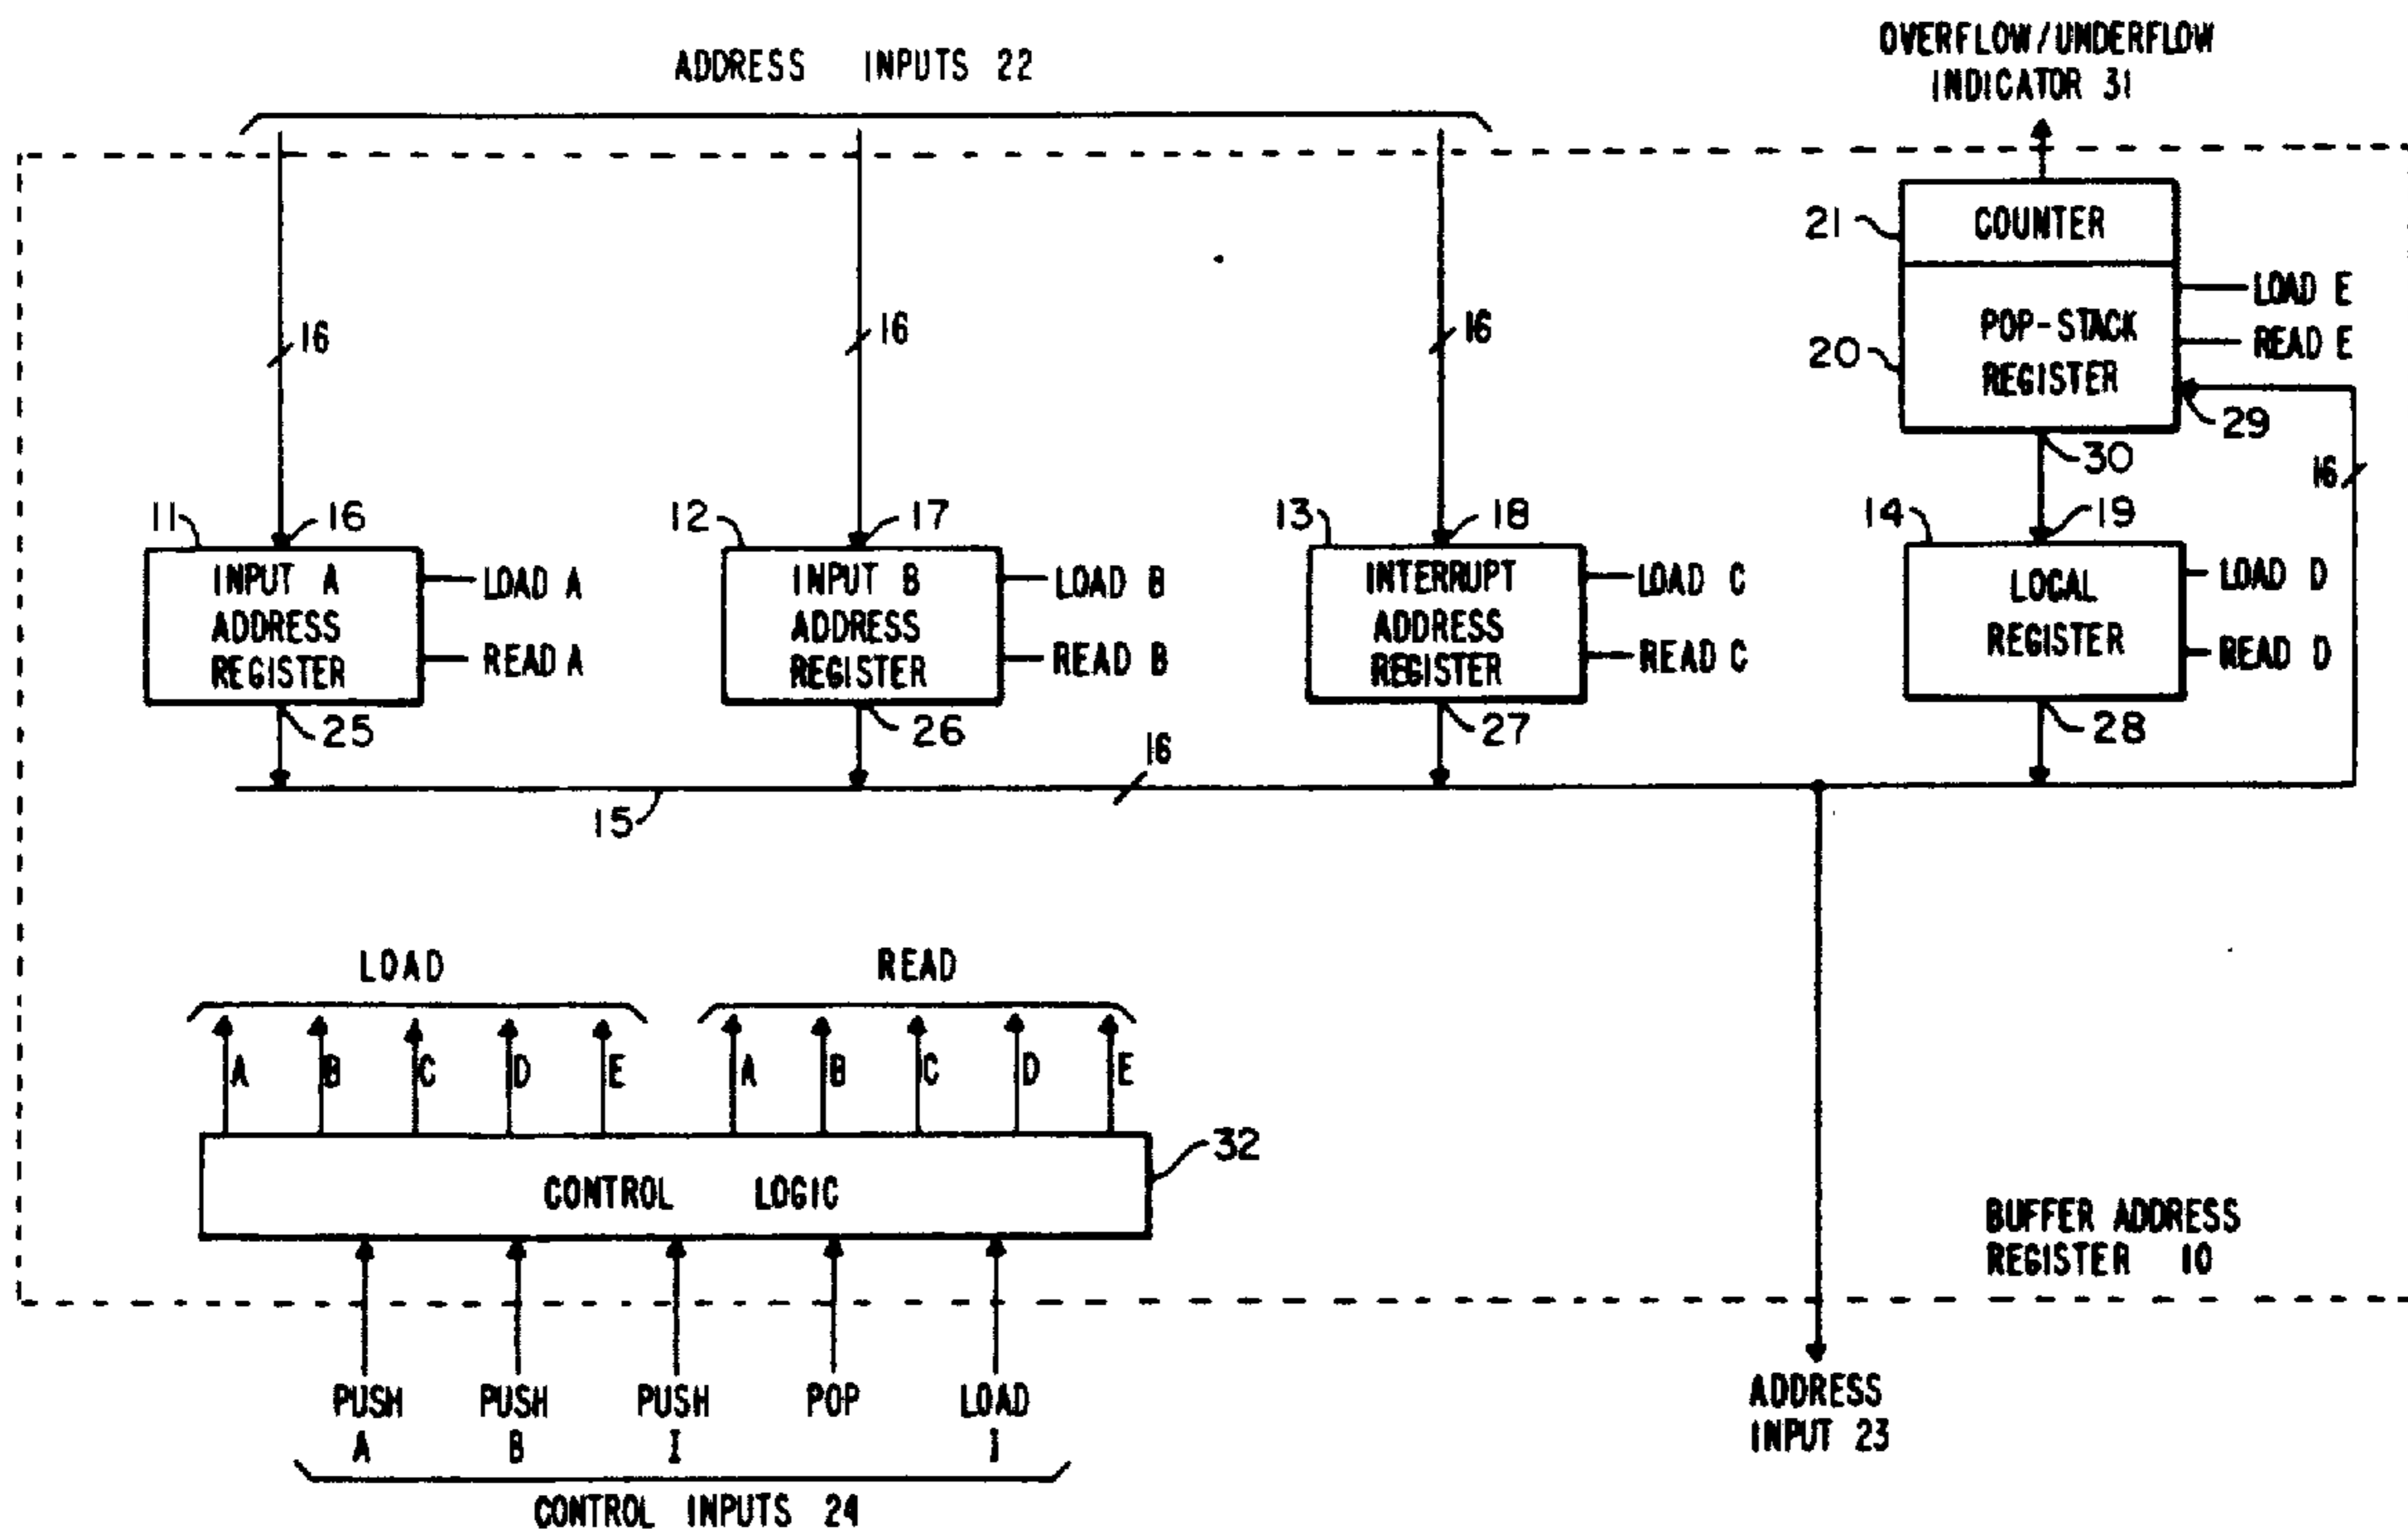 ADDRESS INPUTS 22
OVERFLOW/UNDERFLOW
INDICATOR 31
21
COUNTER
LOAD E
16
16
16
20
POP-STACK
REGISTER
READ E
29
30
16
11
16
12
17
13
18
14
19
INPUT A
ADDRESS
REGISTER
LOAD A
READ A
INPUT B
ADDRESS
REGISTER
LOAD B
READ B
INTERRUPT
ADDRESS
REGISTER
LOAD C
READ C
LOCAL
REGISTER
LOAD D
READ D
25
26
27
28
16
15
LOAD
READ
A
B
C
D
E
A
B
C
D
E
CONTROL LOGIC
32
BUFFER ADDRESS
REGISTER 10
PUSH
A
PUSH
B
PUSH
I
POP
LOAD
I
ADDRESS
INPUT 23
CONTROL INPUTS 24